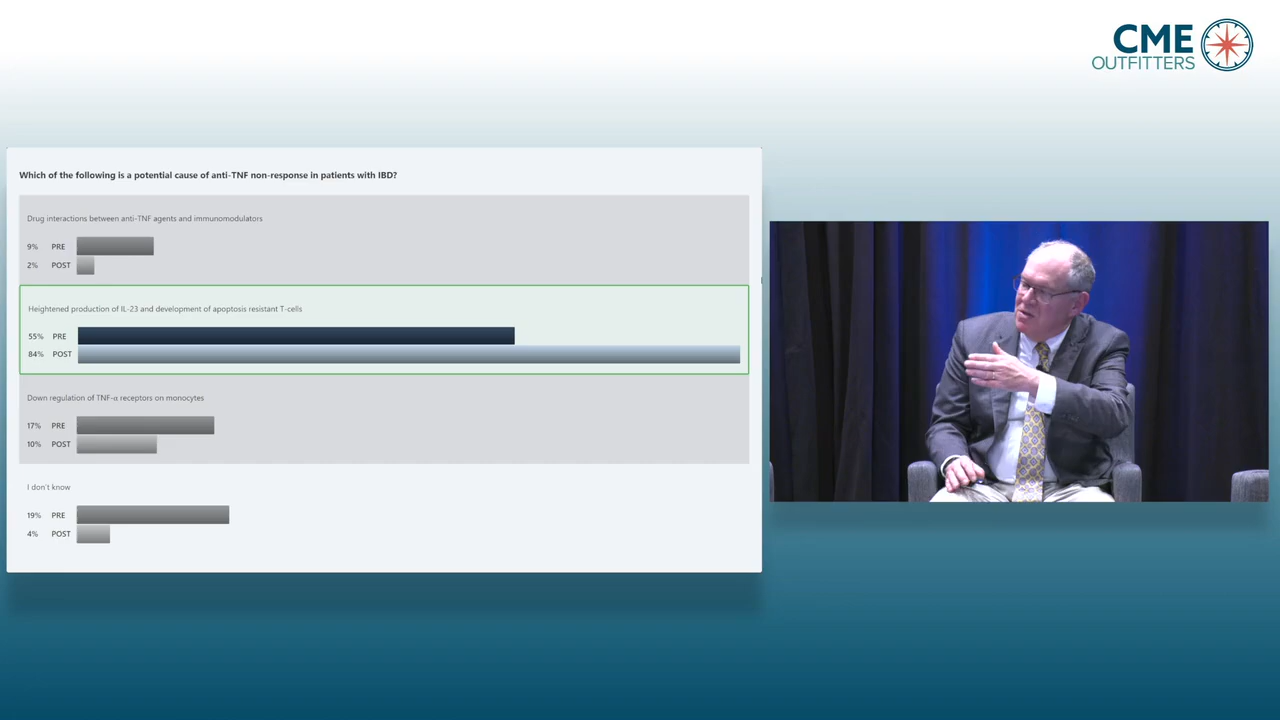 CME
OUTFITTERS
Which of the following is a potential cause of anti-TNF non-response in patients with IBD?
Drug interactions between anti-TNF agents and immunomodulators
9% PRE
2% POST
Heightened production of IL-23 and development of apoptosis resistant T-cells
55% PRE
84% POST
Down regulation of TNF-α receptors on monocytes
17% PRE
10% POST
I don't know
19% PRE
4% POST